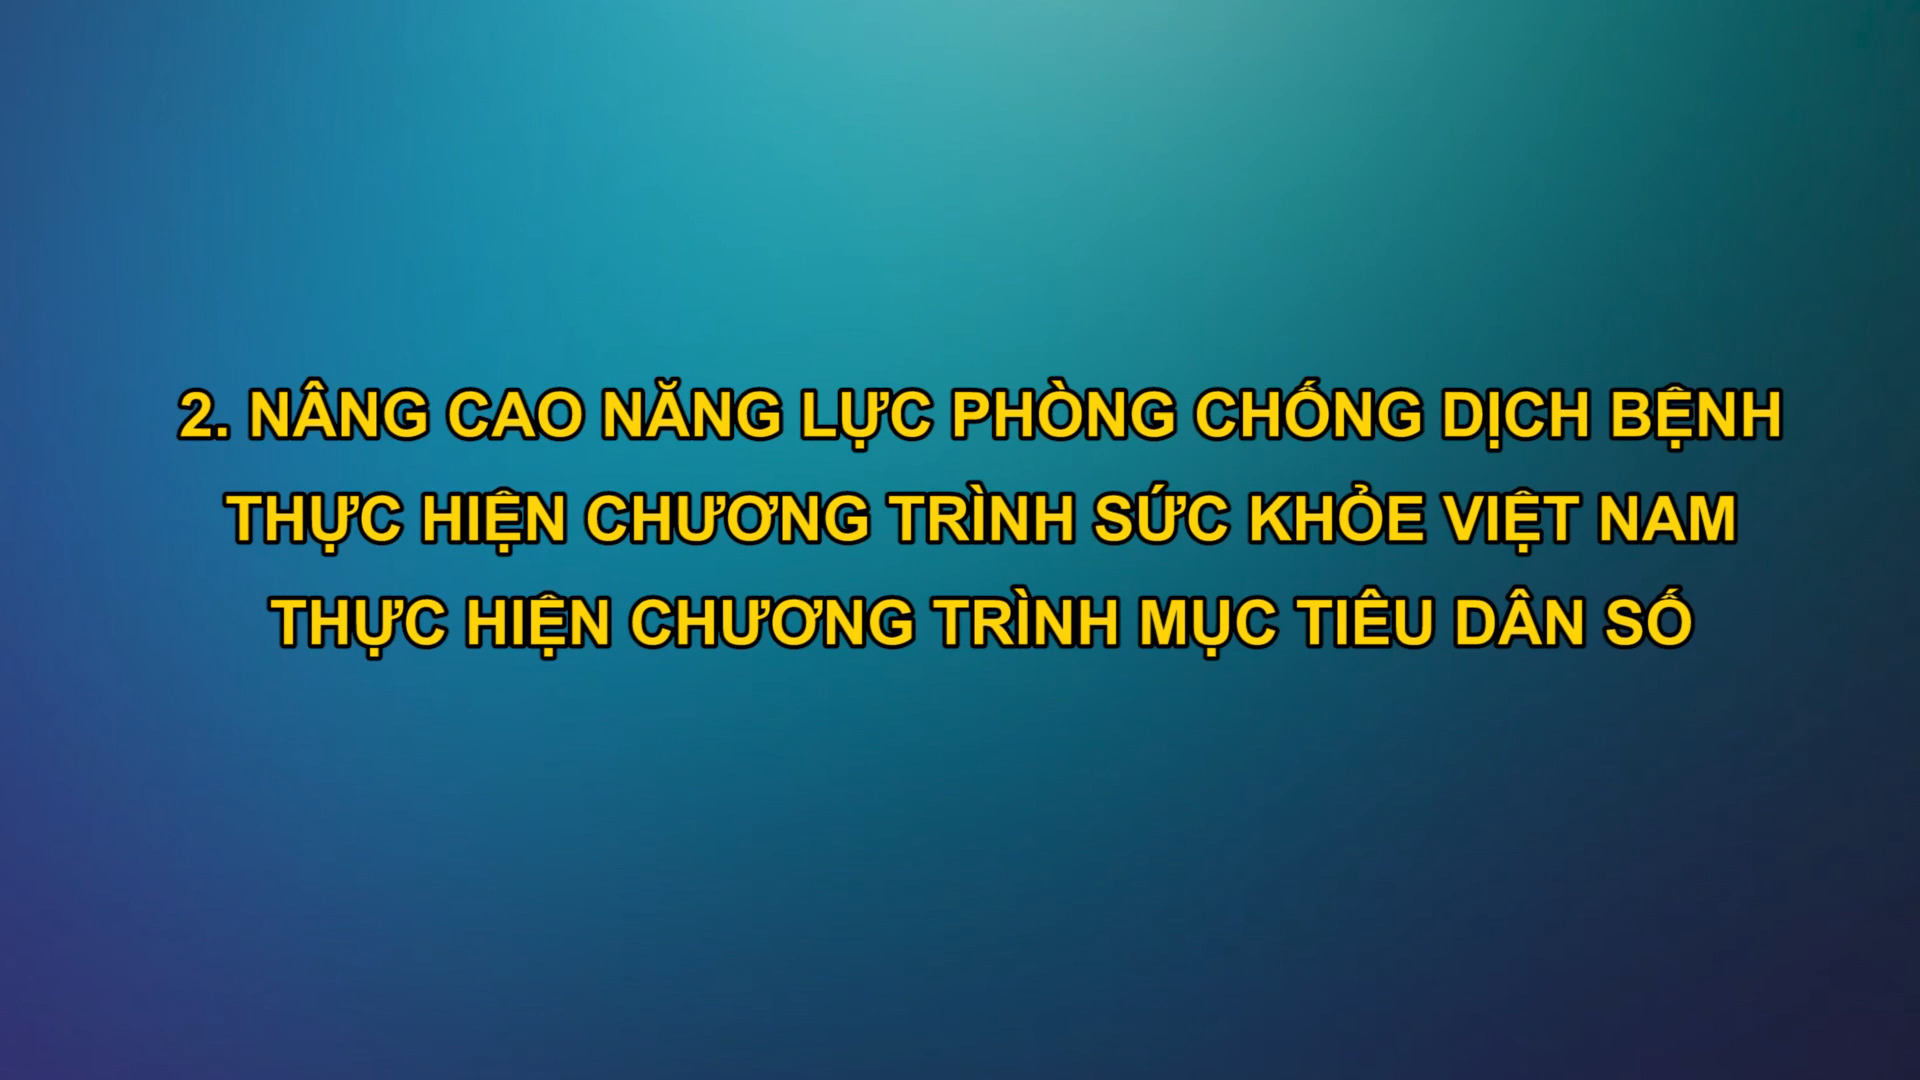 2. NÂNG CAO NĂNG LỰC PHÒNG CHỐNG DỊCH BỆNH
THỰC HIỆN CHƯƠNG TRÌNH SỨC KHỎE VIỆT NAM
THỰC HIỆN CHƯƠNG TRÌNH MỤC TIÊU DÂN SỐ